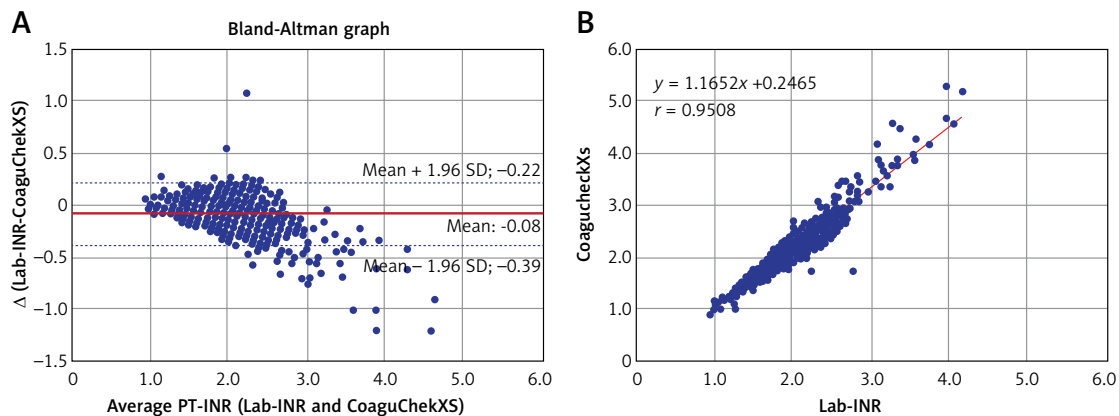 A
Bland-Altman graph
Δ (Lab-INR-CoaguChekXS)
1.5
1.0
0.5
0
−0.5
−1.0
−1.5
Mean + 1.96 SD; −0.22
Mean: -0.08
Mean − 1.96 SD; −0.39
0 1.0 2.0 3.0 4.0 5.0 6.0
Average PT-INR (Lab-INR and CoaguChekXS)
B
CoagucheckXs
6.0
5.0
4.0
3.0
2.0
1.0
0
y = 1.1652x +0.2465
r = 0.9508
0 1.0 2.0 3.0 4.0 5.0 6.0
Lab-INR